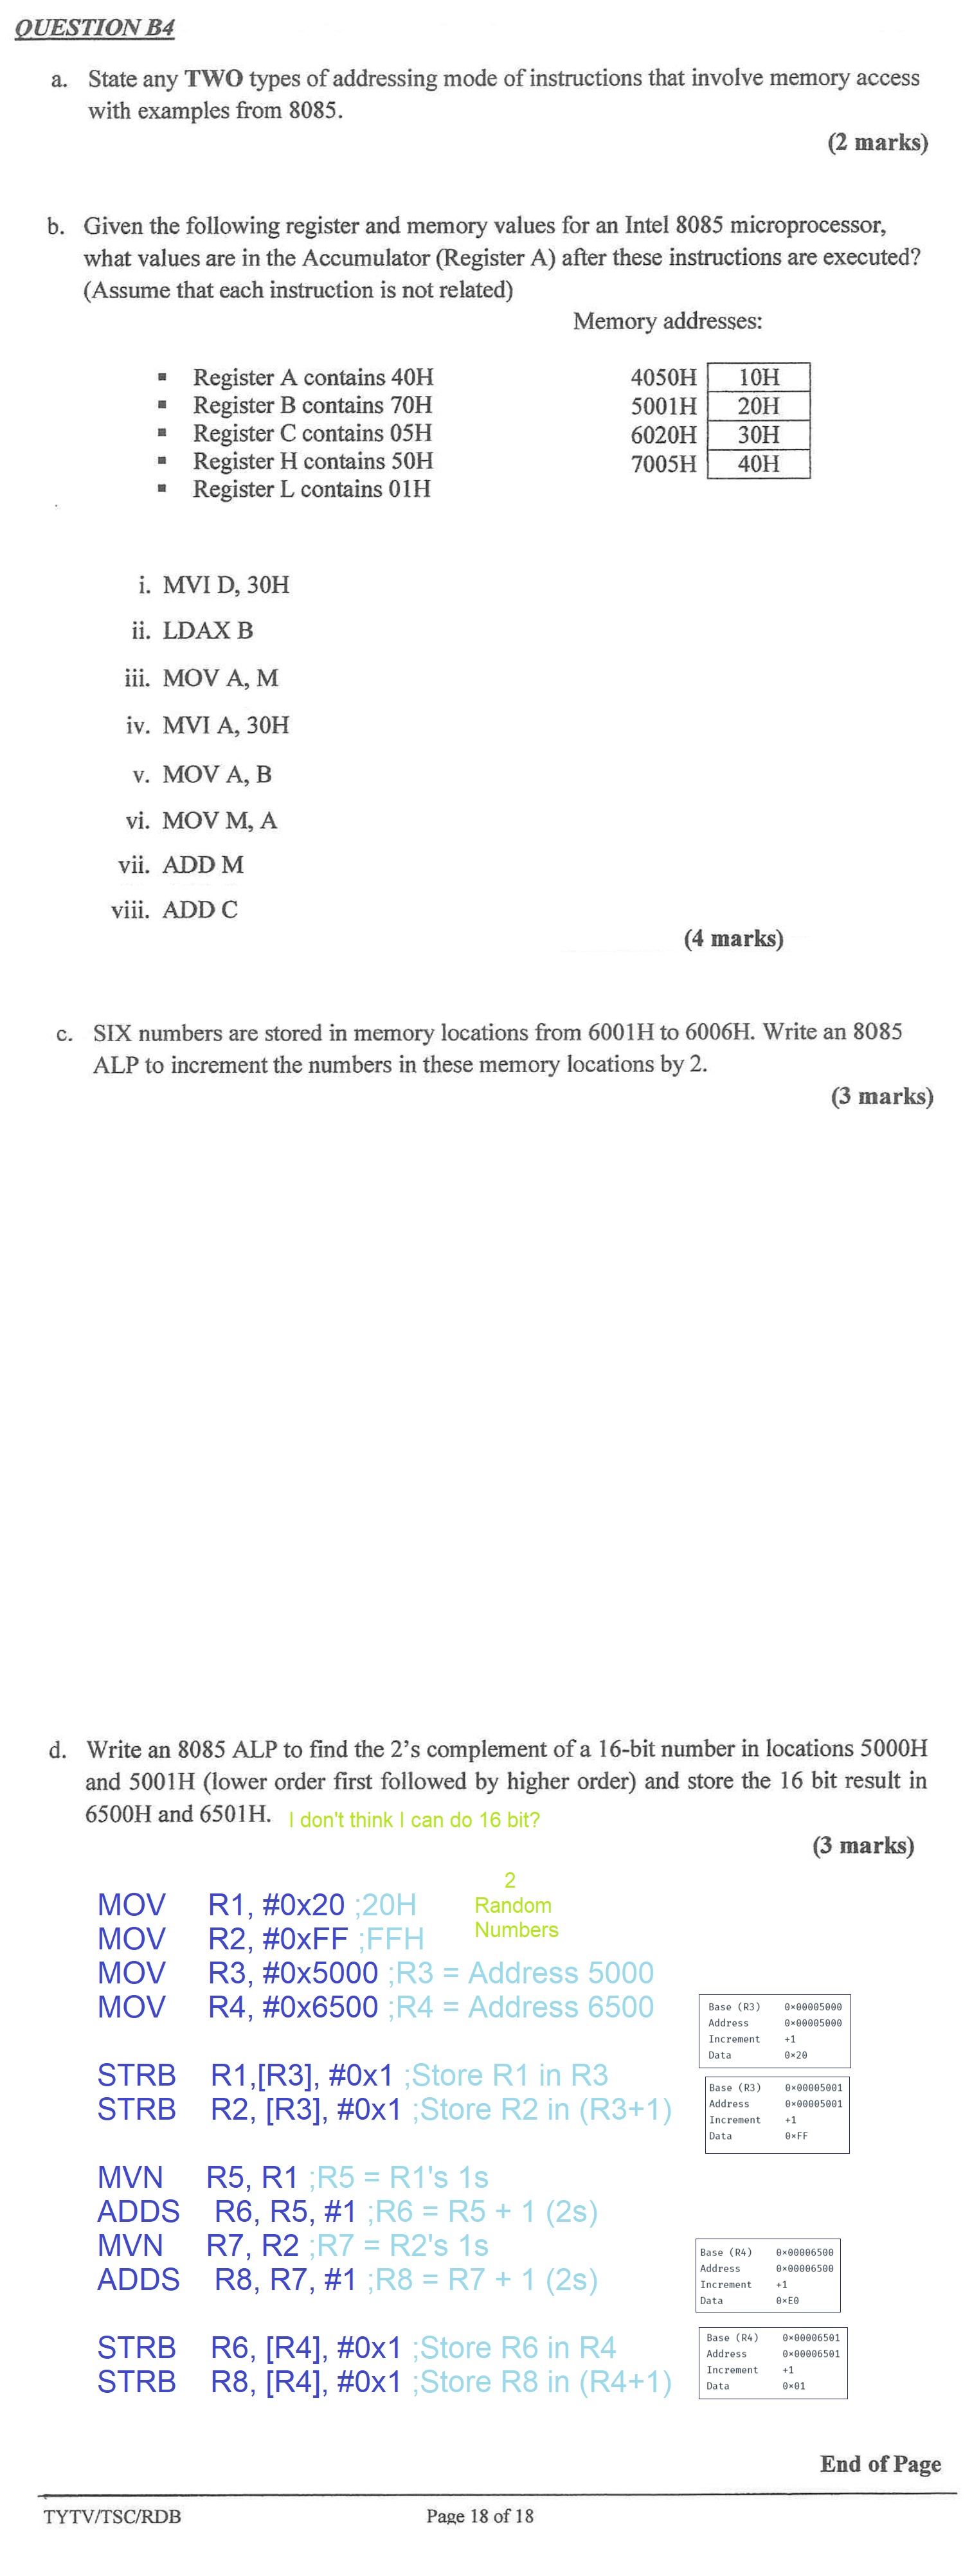 QUESTION B4
a. State any TWO types of addressing mode of instructions that involve memory access
with examples from 8085.
(2 marks)
b. Given the following register and memory values for an Intel 8085 microprocessor,
what values are in the Accumulator (Register A) after these instructions are executed?
(Assume that each instruction is not related)
Memory addresses:
▪ Register A contains 40H
▪ Register B contains 70H
▪ Register C contains 05H
▪ Register H contains 50H
▪ Register L contains 01H
4050H 10H
5001H 20H
6020H 30H
7005H 40H
i. MVI D, 30H
ii. LDAX B
iii. MOV A, M
iv. MVI A, 30H
v. MOV A, B
vi. MOV M, A
vii. ADD M
viii. ADD C
(4 marks)
c. SIX numbers are stored in memory locations from 6001H to 6006H. Write an 8085
ALP to increment the numbers in these memory locations by 2.
(3 marks)
d. Write an 8085 ALP to find the 2's complement of a 16-bit number in locations 5000H
and 5001H (lower order first followed by higher order) and store the 16 bit result in
6500H and 6501H. I don't think I can do 16 bit?
(3 marks)
2
Random
Numbers
MOV R1, #0x20 ;20H
MOV R2, #0xFF ;FFH
MOV R3, #0x5000 ;R3 = Address 5000
MOV R4, #0x6500 ;R4 = Address 6500
STRB R1,[R3], #0x1 ;Store R1 in R3
STRB R2, [R3], #0x1 ;Store R2 in (R3+1)
MVN R5, R1 ;R5 = R1's 1s
ADDS R6, R5, #1 ;R6 = R5 + 1 (2s)
MVN R7, R2 ;R7 = R2's 1s
ADDS R8, R7, #1 ;R8 = R7 + 1 (2s)
STRB R6, [R4], #0x1 ;Store R6 in R4
STRB R8, [R4], #0x1 ;Store R8 in (R4+1)
Base (R3) 0×00005000
Address 0×00005000
Increment +1
Data 0×20
Base (R3) 0×00005001
Address 0×00005001
Increment +1
Data 0×FF
Base (R4) 0×00006500
Address 0×00006500
Increment +1
Data 0×E0
Base (R4) 0×00006501
Address 0×00006501
Increment +1
Data 0×01
End of Page
TYTV/TSC/RDB Page 18 of 18